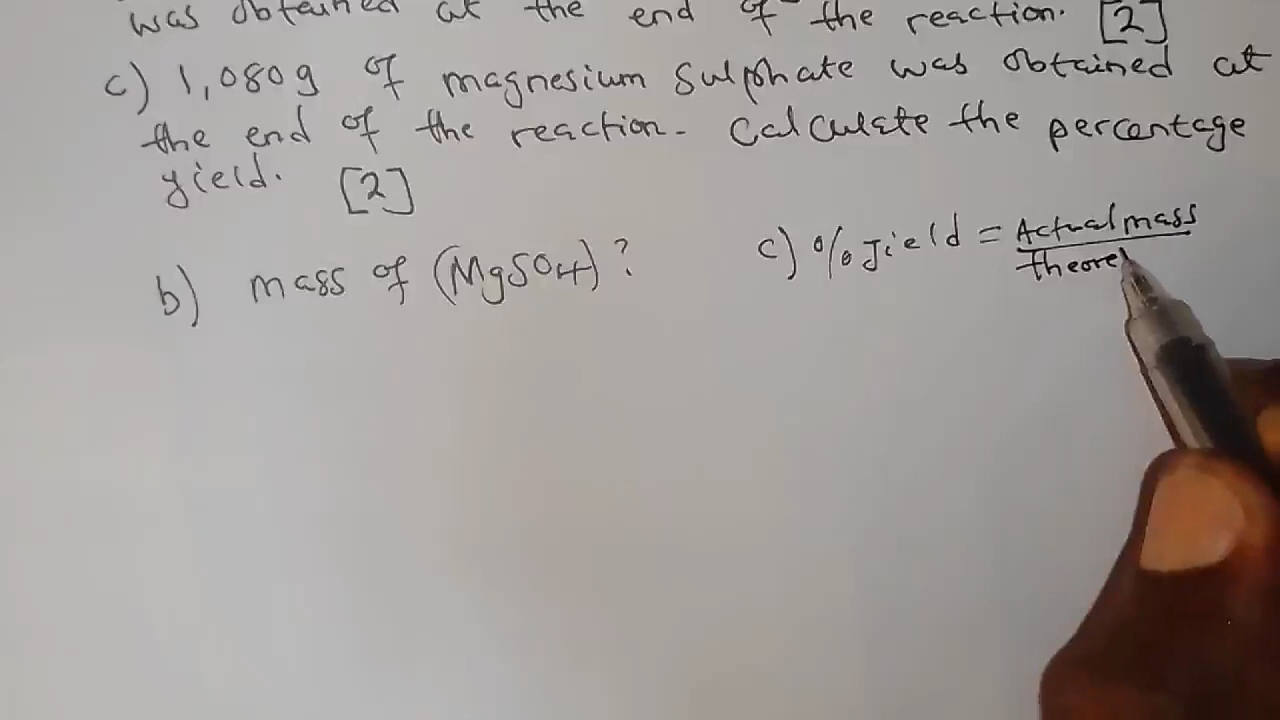 was obtained at the end of the reaction. [2]
c) 1,080g of magnesium sulphate was obtained at
the end of the reaction. Calculate the percentage
yield. [2]
b) mass of (MgSO4)?
c) % yield = Actual mass
theoret